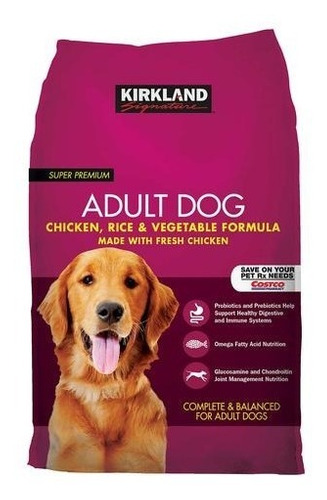 KIRKLAND
Signature
SUPER PREMIUM
ADULT DOG
CHICKEN, RICE & VEGETABLE FORMULA
MADE WITH FRESH CHICKEN
SAVE ON YOUR
PET Rx NEEDS
COSTCO
Probiotics and Prebiotics Help
Support Healthy Digestive
and Immune Systems
Omega Fatty Acid Nutrition
Glucosamine and Chondroitin
Joint Management Nutrition
COMPLETE & BALANCED
FOR ADULT DOGS